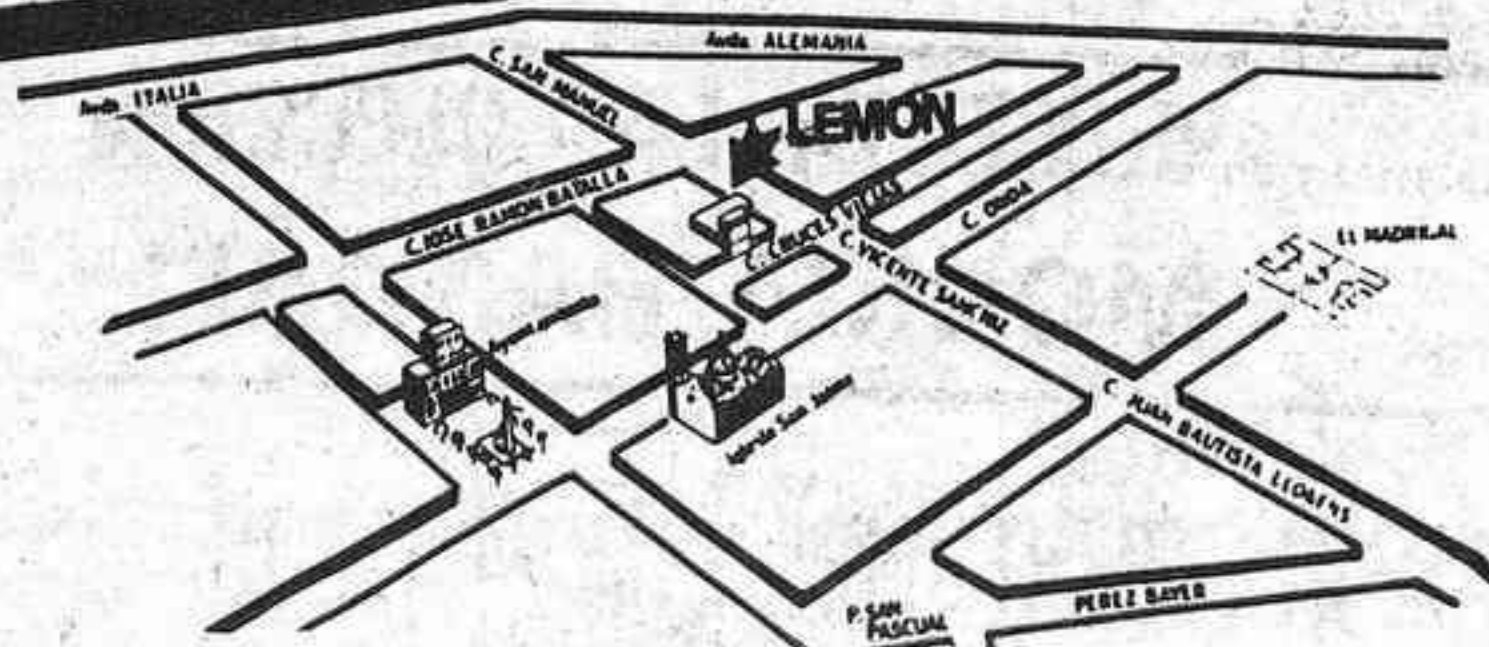 Avda. ALEMANIA
Avda. ITALIA
C. SAN MANUEL
LEMON
C. JOSE RAMON BATALLA
C. CRUCES VIEJAS
C. ONDA
C. VICENTE SANCHIZ
EL MADRIGAL
Ayuntamiento
Iglesia San Jaime
C. JUAN BAUTISTA LLORENS
P. SAN
PASCUAL
PEREZ BAYER